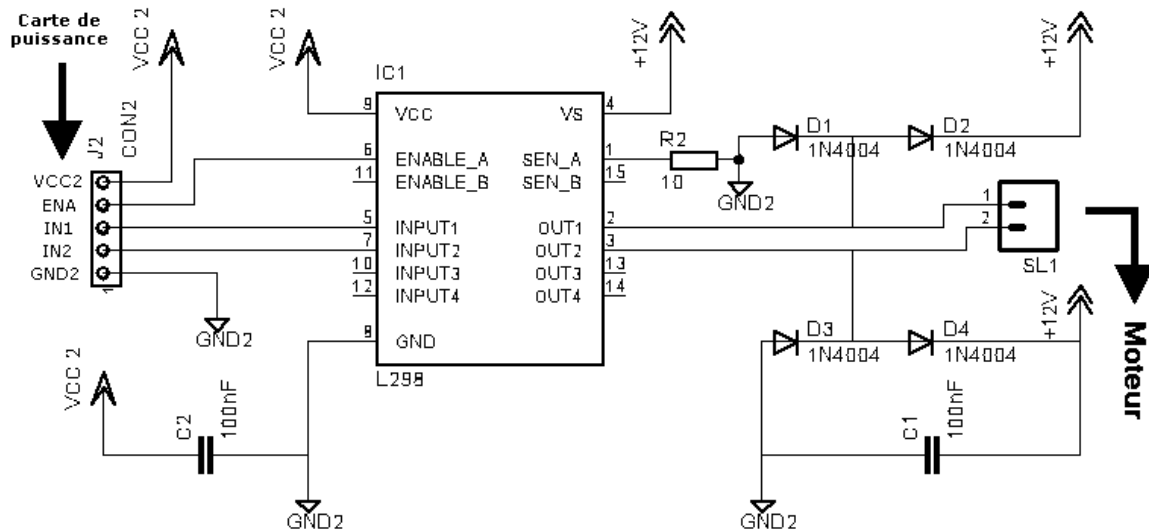 Carte de
puissance
VCC 2
VCC 2
+12V
+12V
IC1
J2
CON2
VCC2
ENA
IN1
IN2
GND2
1
9 VCC
6 ENABLE_A
11 ENABLE_B
5 INPUT1
7 INPUT2
10 INPUT3
12 INPUT4
8 GND
Vs 4
SEN_A 1
SEN_B 15
OUT1 2
OUT2 3
OUT3 13
OUT4 14
L298
R2
10
GND2
D1
1N4004
D2
1N4004
1
2
SL1
GND2
D3
1N4004
D4
1N4004
+12V
Moteur
VCC 2
C2
100nF
GND2
C1
100nF
GND2